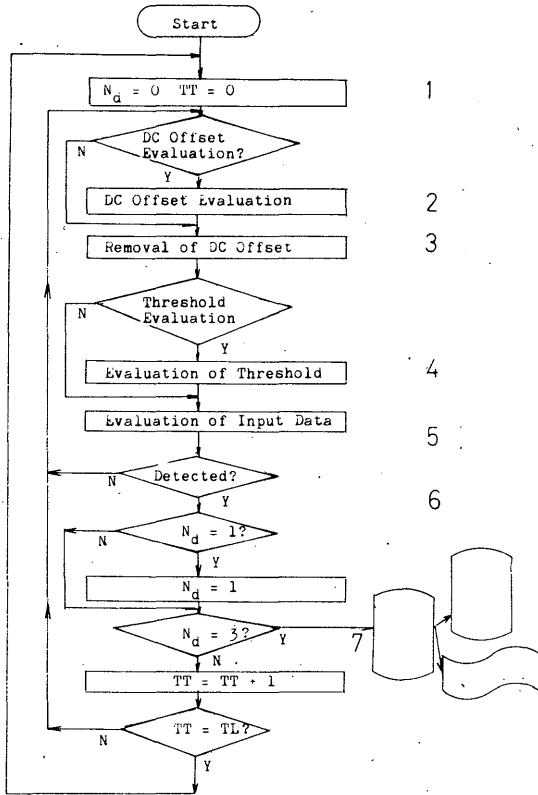 Start
N_d = 0 TT = 0
1
DC Offset
Evaluation?
N
Y
DC Offset Evaluation
2
Removal of DC Offset
3
Threshold
Evaluation
N
Y
Evaluation of Threshold
4
Evaluation of Input Data
5
Detected?
N
Y
6
N_d = 1?
N
Y
N_d = 1
N_d = 3?
Y
7
N
TT = TT + 1
TT = TL?
N
Y